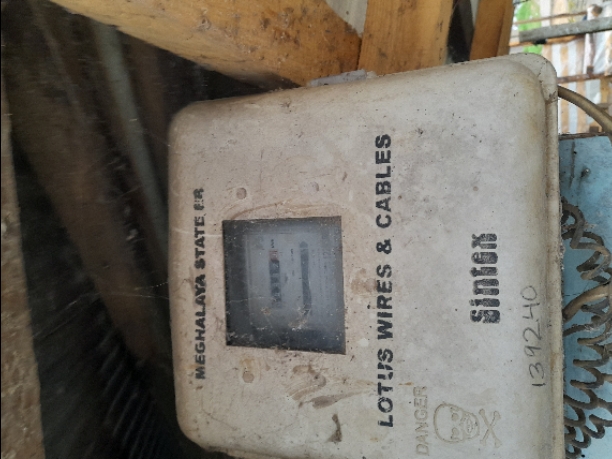 MEGHALAYA STATE EB
LOTUS WIRES & CABLES
Sintex
DANGER
139240